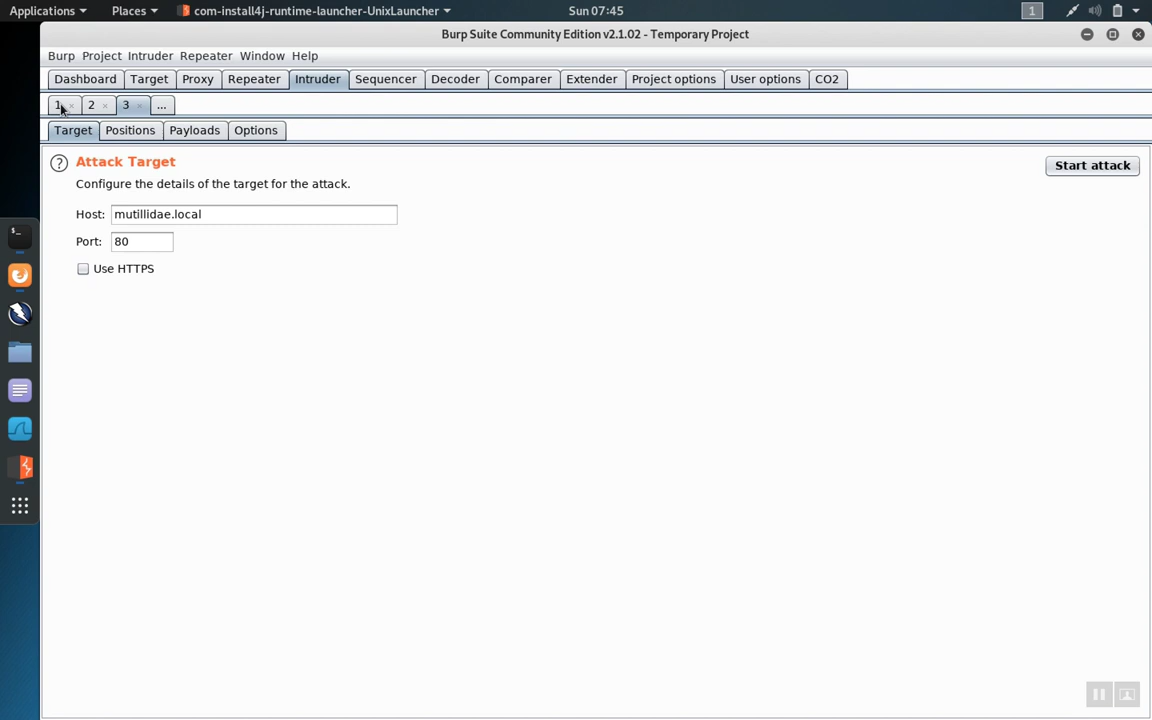 Applications Places com-install4j-runtime-launcher-UnixLauncher Sun 07:45 1
Burp Suite Community Edition v2.1.02 - Temporary Project
Burp Project Intruder Repeater Window Help
Dashboard Target Proxy Repeater Intruder Sequencer Decoder Comparer Extender Project options User options CO2
1 × 2 × 3 × ...
Target Positions Payloads Options
? Attack Target Start attack
Configure the details of the target for the attack.
Host: mutillidae.local
Port: 80
Use HTTPS